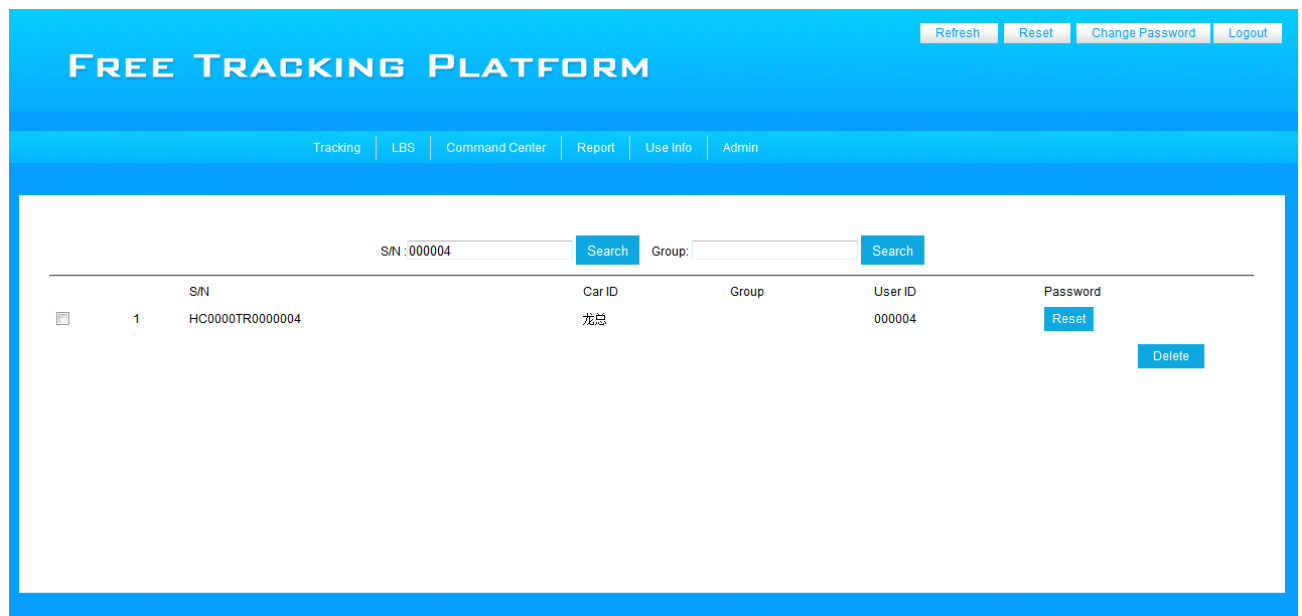 Refresh Reset Change Password Logout
FREE TRACKING PLATFORM
Tracking LBS Command Center Report Use Info Admin
S/N : 000004 Search Group: Search
S/N Car ID Group User ID Password
1 HC0000TR0000004 龙总 000004 Reset
Delete